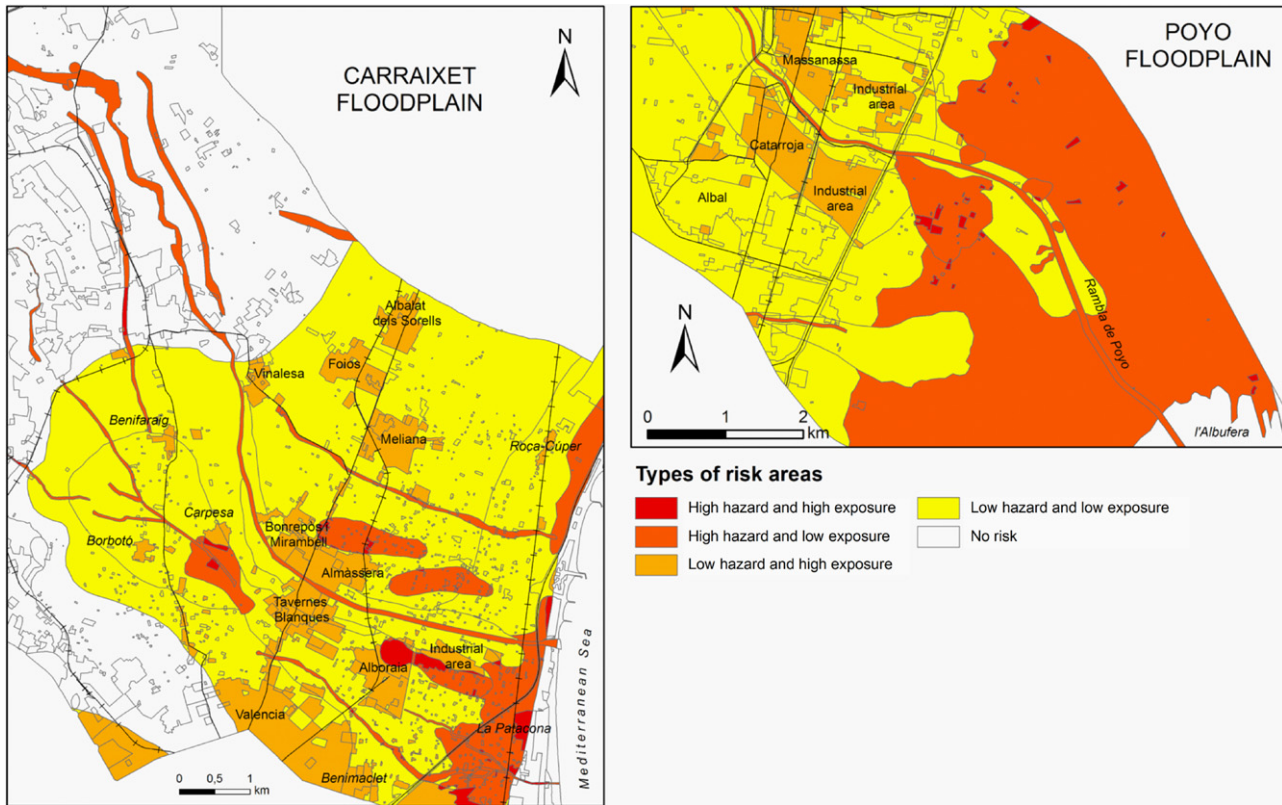 CARRAIXET
FLOODPLAIN
N
Albalat
dels Sorells
Foios
Vinalesa
Meliana
Benifaraig
Roca-Cúper
Carpesa
Bonrepòs i
Mirambell
Borbotó
Almàssera
Tavernes
Blanques
Industrial
area
Alboraia
València
La Patacona
Benimaclet
Mediterranean Sea
0 0,5 1
km
POYO
FLOODPLAIN
Massanassa
Industrial
area
Catarroja
Albal
Industrial
area
N
Rambla de Poyo
l'Albufera
0 1 2
km
Types of risk areas
High hazard and high exposure
High hazard and low exposure
Low hazard and high exposure
Low hazard and low exposure
No risk